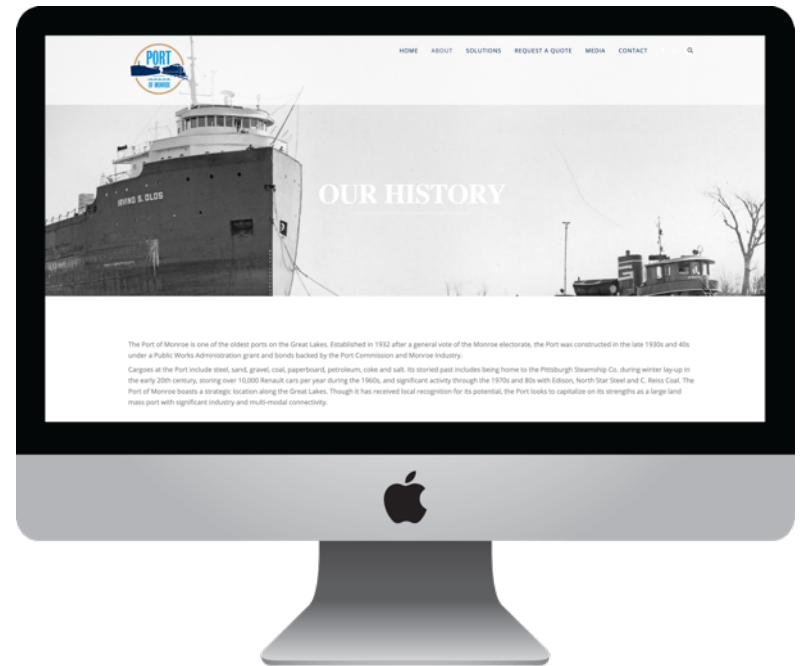 PORT
OF MONROE
HOME ABOUT SOLUTIONS REQUEST A QUOTE MEDIA CONTACT
IRVING S. OLDS
OUR HISTORY
The Port of Monroe is one of the oldest ports on the Great Lakes. Established in 1932 after a general vote of the Monroe electorate, the Port was constructed in the late 1930s and 40s
under a Public Works Administration grant and bonds backed by the Port Commission and Monroe Industry.
Cargoes at the Port include steel, sand, gravel, coal, paperboard, petroleum, coke and salt. Its storied past includes being home to the Pittsburgh Steamship Co. during winter lay-up in
the early 20th century, storing over 10,000 Renault cars per year during the 1960s, and significant activity through the 1970s and 80s with Edison, North Star Steel and C. Reiss Coal. The
Port of Monroe boasts a strategic location along the Great Lakes. Though it has received local recognition for its potential, the Port looks to capitalize on its strengths as a large land
mass port with significant industry and multi-modal connectivity.